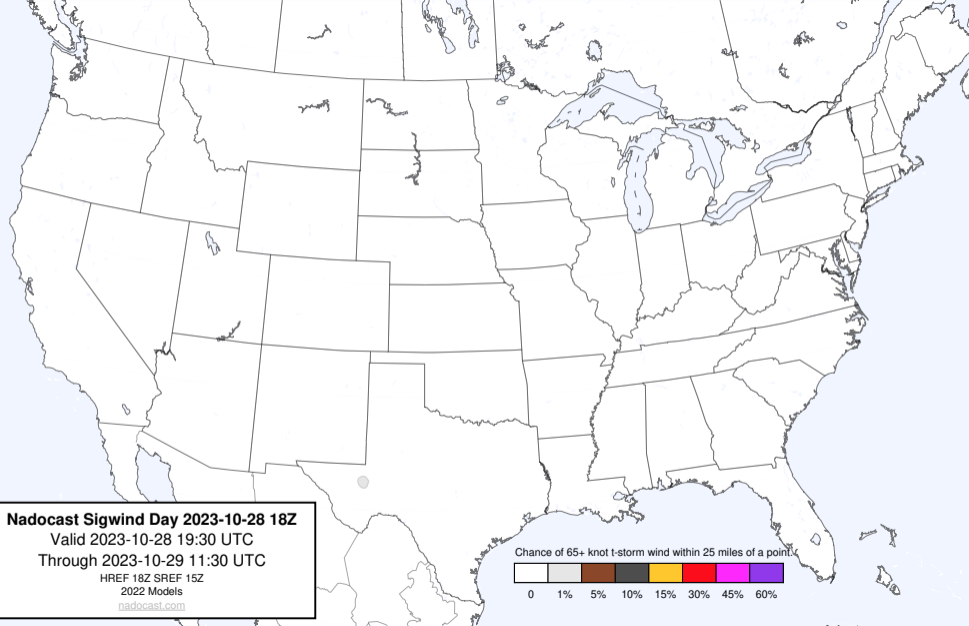 Nadocast Sigwind Day 2023-10-28 18Z
Valid 2023-10-28 19:30 UTC
Through 2023-10-29 11:30 UTC
HREF 18Z SREF 15Z
2022 Models
nadocast.com
Chance of 65+ knot t-storm wind within 25 miles of a point.
0 1% 5% 10% 15% 30% 45% 60%